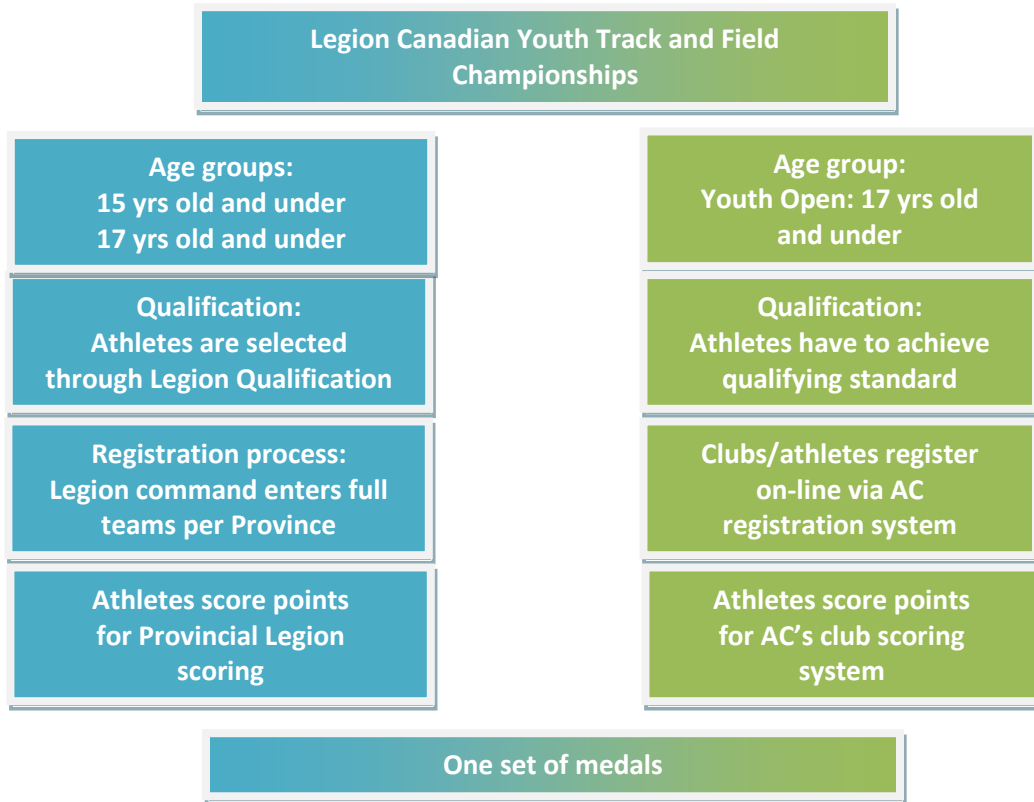 Legion Canadian Youth Track and Field
Championships
Age groups:
15 yrs old and under
17 yrs old and under
Age group:
Youth Open: 17 yrs old
and under
Qualification:
Athletes are selected
through Legion Qualification
Qualification:
Athletes have to achieve
qualifying standard
Registration process:
Legion command enters full
teams per Province
Clubs/athletes register
on-line via AC
registration system
Athletes score points
for Provincial Legion
scoring
Athletes score points
for AC's club scoring
system
One set of medals